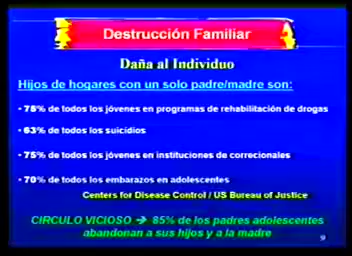 Destrucción Familiar
Daña al Individuo
Hijos de hogares con un solo padre/madre son:
• 75% de todos los jóvenes en programas de rehabilitación de drogas
• 63% de todos los suicidios
• 75% de todos los jóvenes en instituciones de correccionales
• 70% de todos los embarazos en adolescentes
Centers for Disease Control / US Bureau of Justice
CIRCULO VICIOSO ➔ 85% de los padres adolescentes
abandonan a sus hijos y a la madre
9